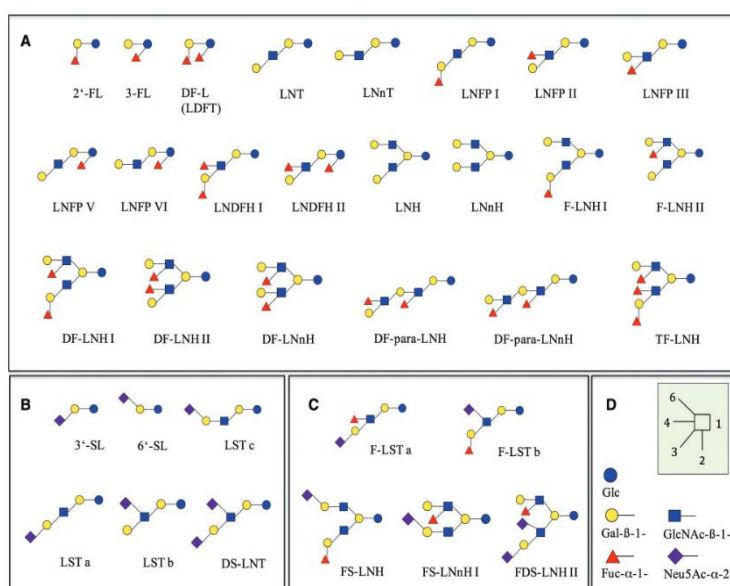 A
2‘-FL 3-FL DF-L LNT LNnT LNFP I LNFP II LNFP III
(LDFT)
LNFP V LNFP VI LNDFH I LNDFH II LNH LNnH F-LNH I F-LNH II
DF-LNH I DF-LNH II DF-LNnH DF-para-LNH DF-para-LNnH TF-LNH
B
3‘-SL 6‘-SL LST c
LST a LST b DS-LNT
C
F-LST a F-LST b
FS-LNH FS-LNnH I FDS-LNH II
D
6
4 1
3
2
Glc
Gal-ß-1- GlcNAc-ß-1-
Fuc-α-1- Neu5Ac-α-2